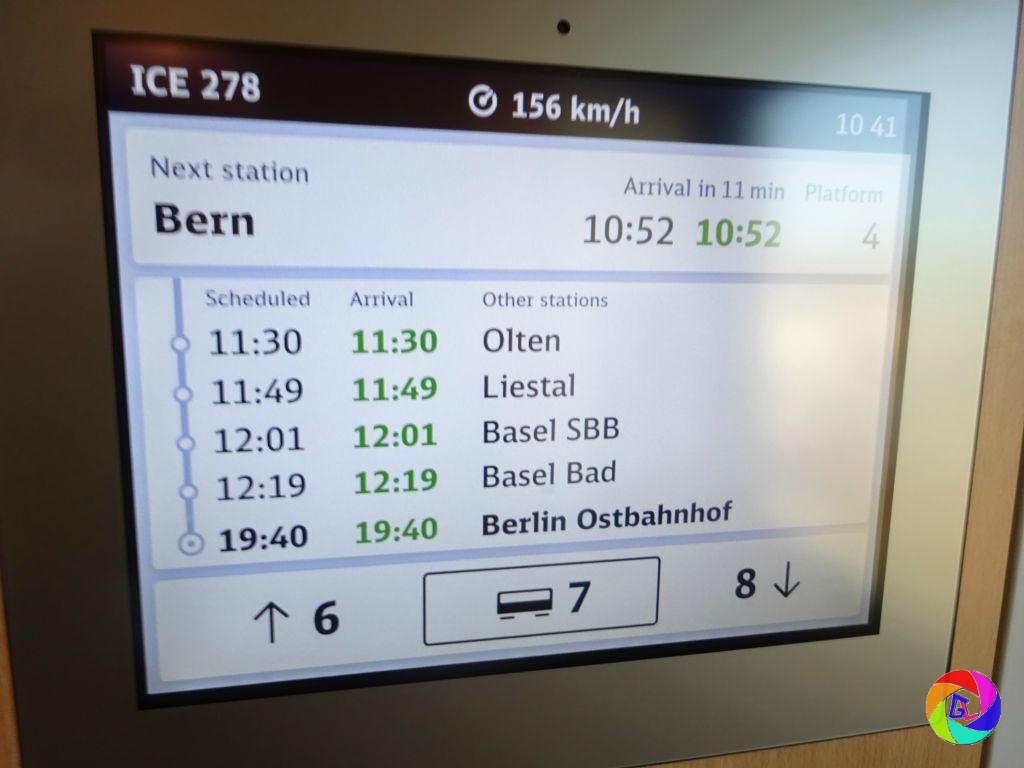 ICE 278 156 km/h 10 41
Next station Arrival in 11 min Platform
Bern 10:52 10:52 4
Scheduled Arrival Other stations
11:30 11:30 Olten
11:49 11:49 Liestal
12:01 12:01 Basel SBB
12:19 12:19 Basel Bad
19:40 19:40 Berlin Ostbahnhof
↑ 6 7 8 ↓